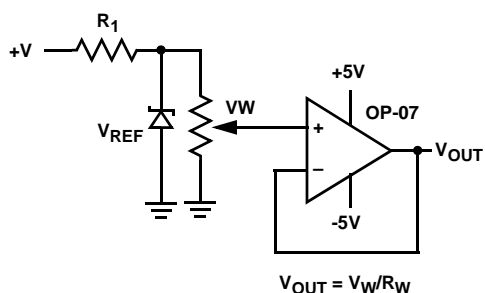 R1
+V
VW
VREF
+5V
OP-07
+
−
VOUT
-5V
VOUT = VW/RW